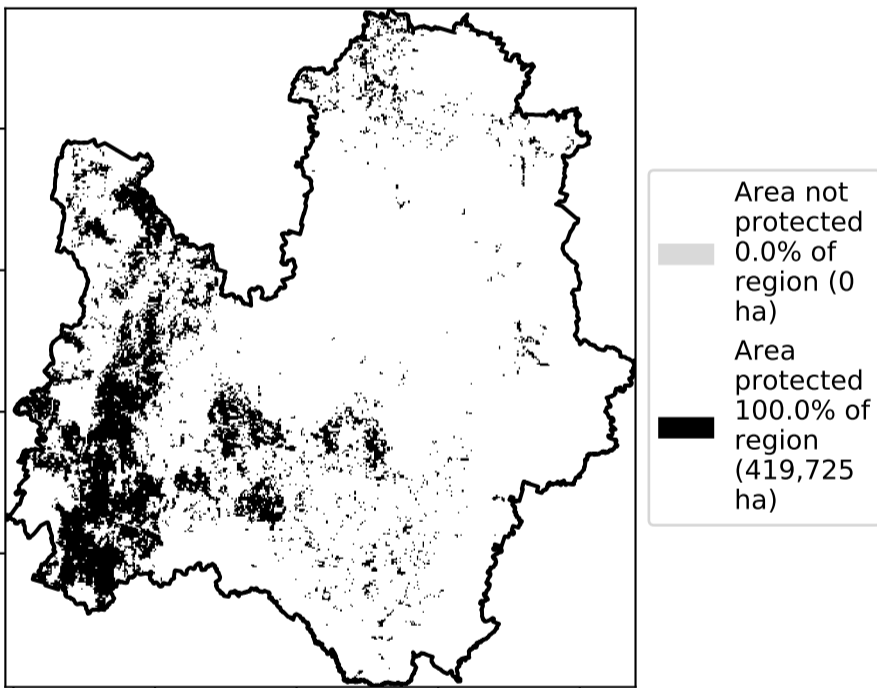 Area not
protected
0.0% of
region (0
ha)
Area
protected
100.0% of
region
(419,725
ha)